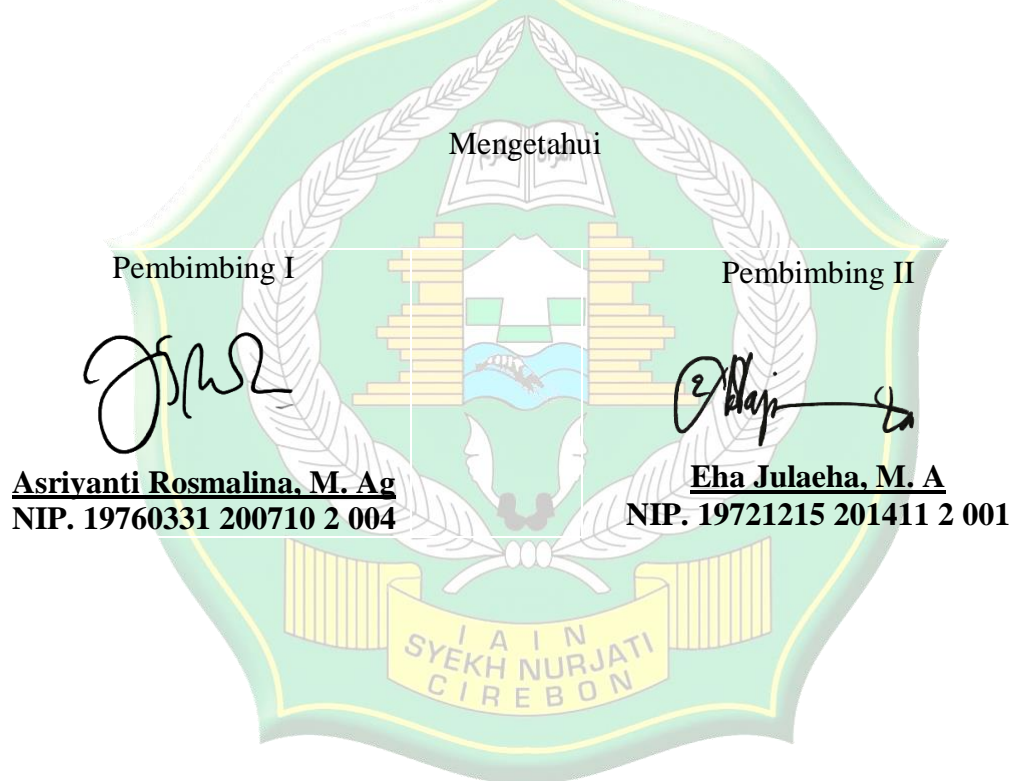 Mengetahui
Pembimbing I
Pembimbing II
Asriyanti Rosmalina, M. Ag
NIP. 19760331 200710 2 004
Eha Julaeha, M. A
NIP. 19721215 201411 2 001
I A I N
SYEKH NURJATI
CIREBON